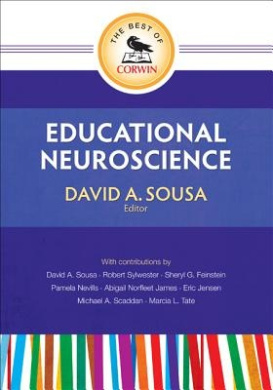 THE BEST OF
CORWIN
EDUCATIONAL
NEUROSCIENCE
DAVID A. SOUSA
Editor
With contributions by
David A. Sousa · Robert Sylwester · Sheryl G. Feinstein
Pamela Nevills · Abigail Norfleet James · Eric Jensen
Michael A. Scaddan · Marcia L. Tate